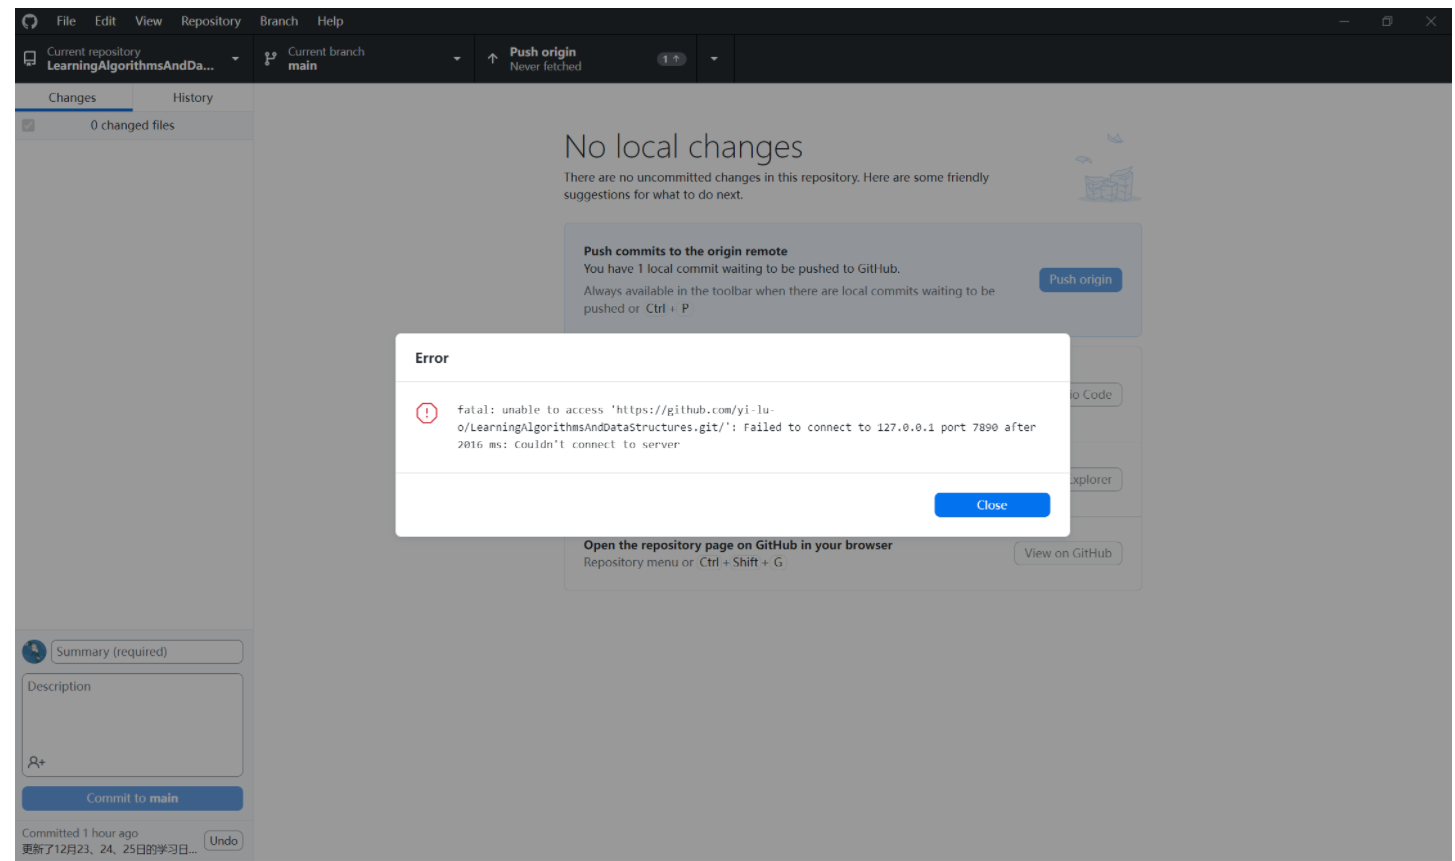 File Edit View Repository Branch Help
Current repository
LearningAlgorithmsAndDa...
Current branch
main
Push origin
Never fetched
1
Changes History
0 changed files
No local changes
There are no uncommitted changes in this repository. Here are some friendly
suggestions for what to do next.
Push commits to the origin remote
You have 1 local commit waiting to be pushed to GitHub.
Always available in the toolbar when there are local commits waiting to be
pushed or Ctrl + P
Push origin
Error
fatal: unable to access 'https://github.com/yi-lu-
o/LearningAlgorithmsAndDataStructures.git/': Failed to connect to 127.0.0.1 port 7890 after
2016 ms: Couldn't connect to server
Close
Code
Open the repository page on GitHub in your browser
Repository menu or Ctrl + Shift + G
View on GitHub
Summary (required)
Description
Commit to main
Committed 1 hour ago
更新了12月23、24、25日的学习日...
Undo